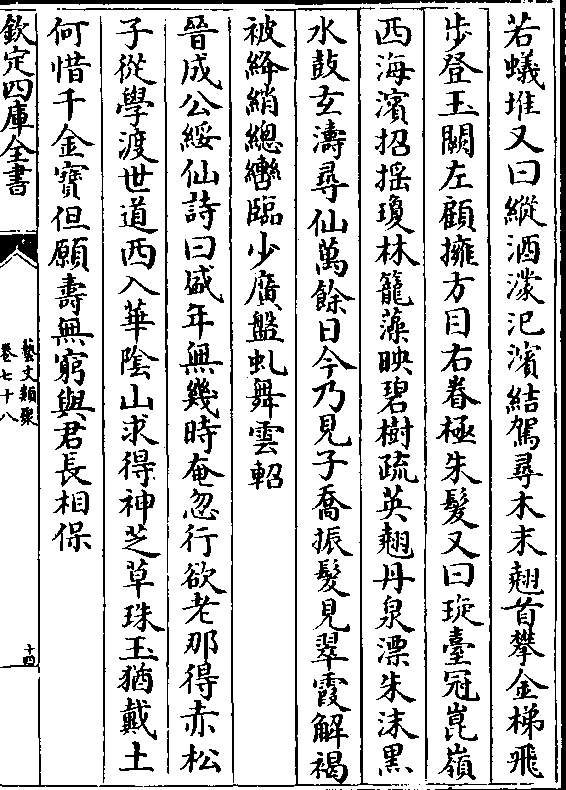 若蟻堆又曰縱酒濛汜濱結駕尋木末翹首攀金梯飛
步登玉闕左顧擁方目右眷極朱髮又曰琁臺冠崑嶺
西海濱招搖瓊林籠藻映碧樹疏英翹丹泉漂朱沫黑
水鼓玄濤尋仙萬餘日今乃見子喬振髮見翠霞解褐
被絳綃總轡臨少廣盤虬舞雲軺
晉成公綏仙詩曰盛年無幾時奄忽行欲老那得赤松
子從學渡世道西入華陰山求得神芝草珠玉猶戴土
何惜千金寶但願壽無窮與君長相保
欽定四庫全書
藝文類聚
卷七十八
十四